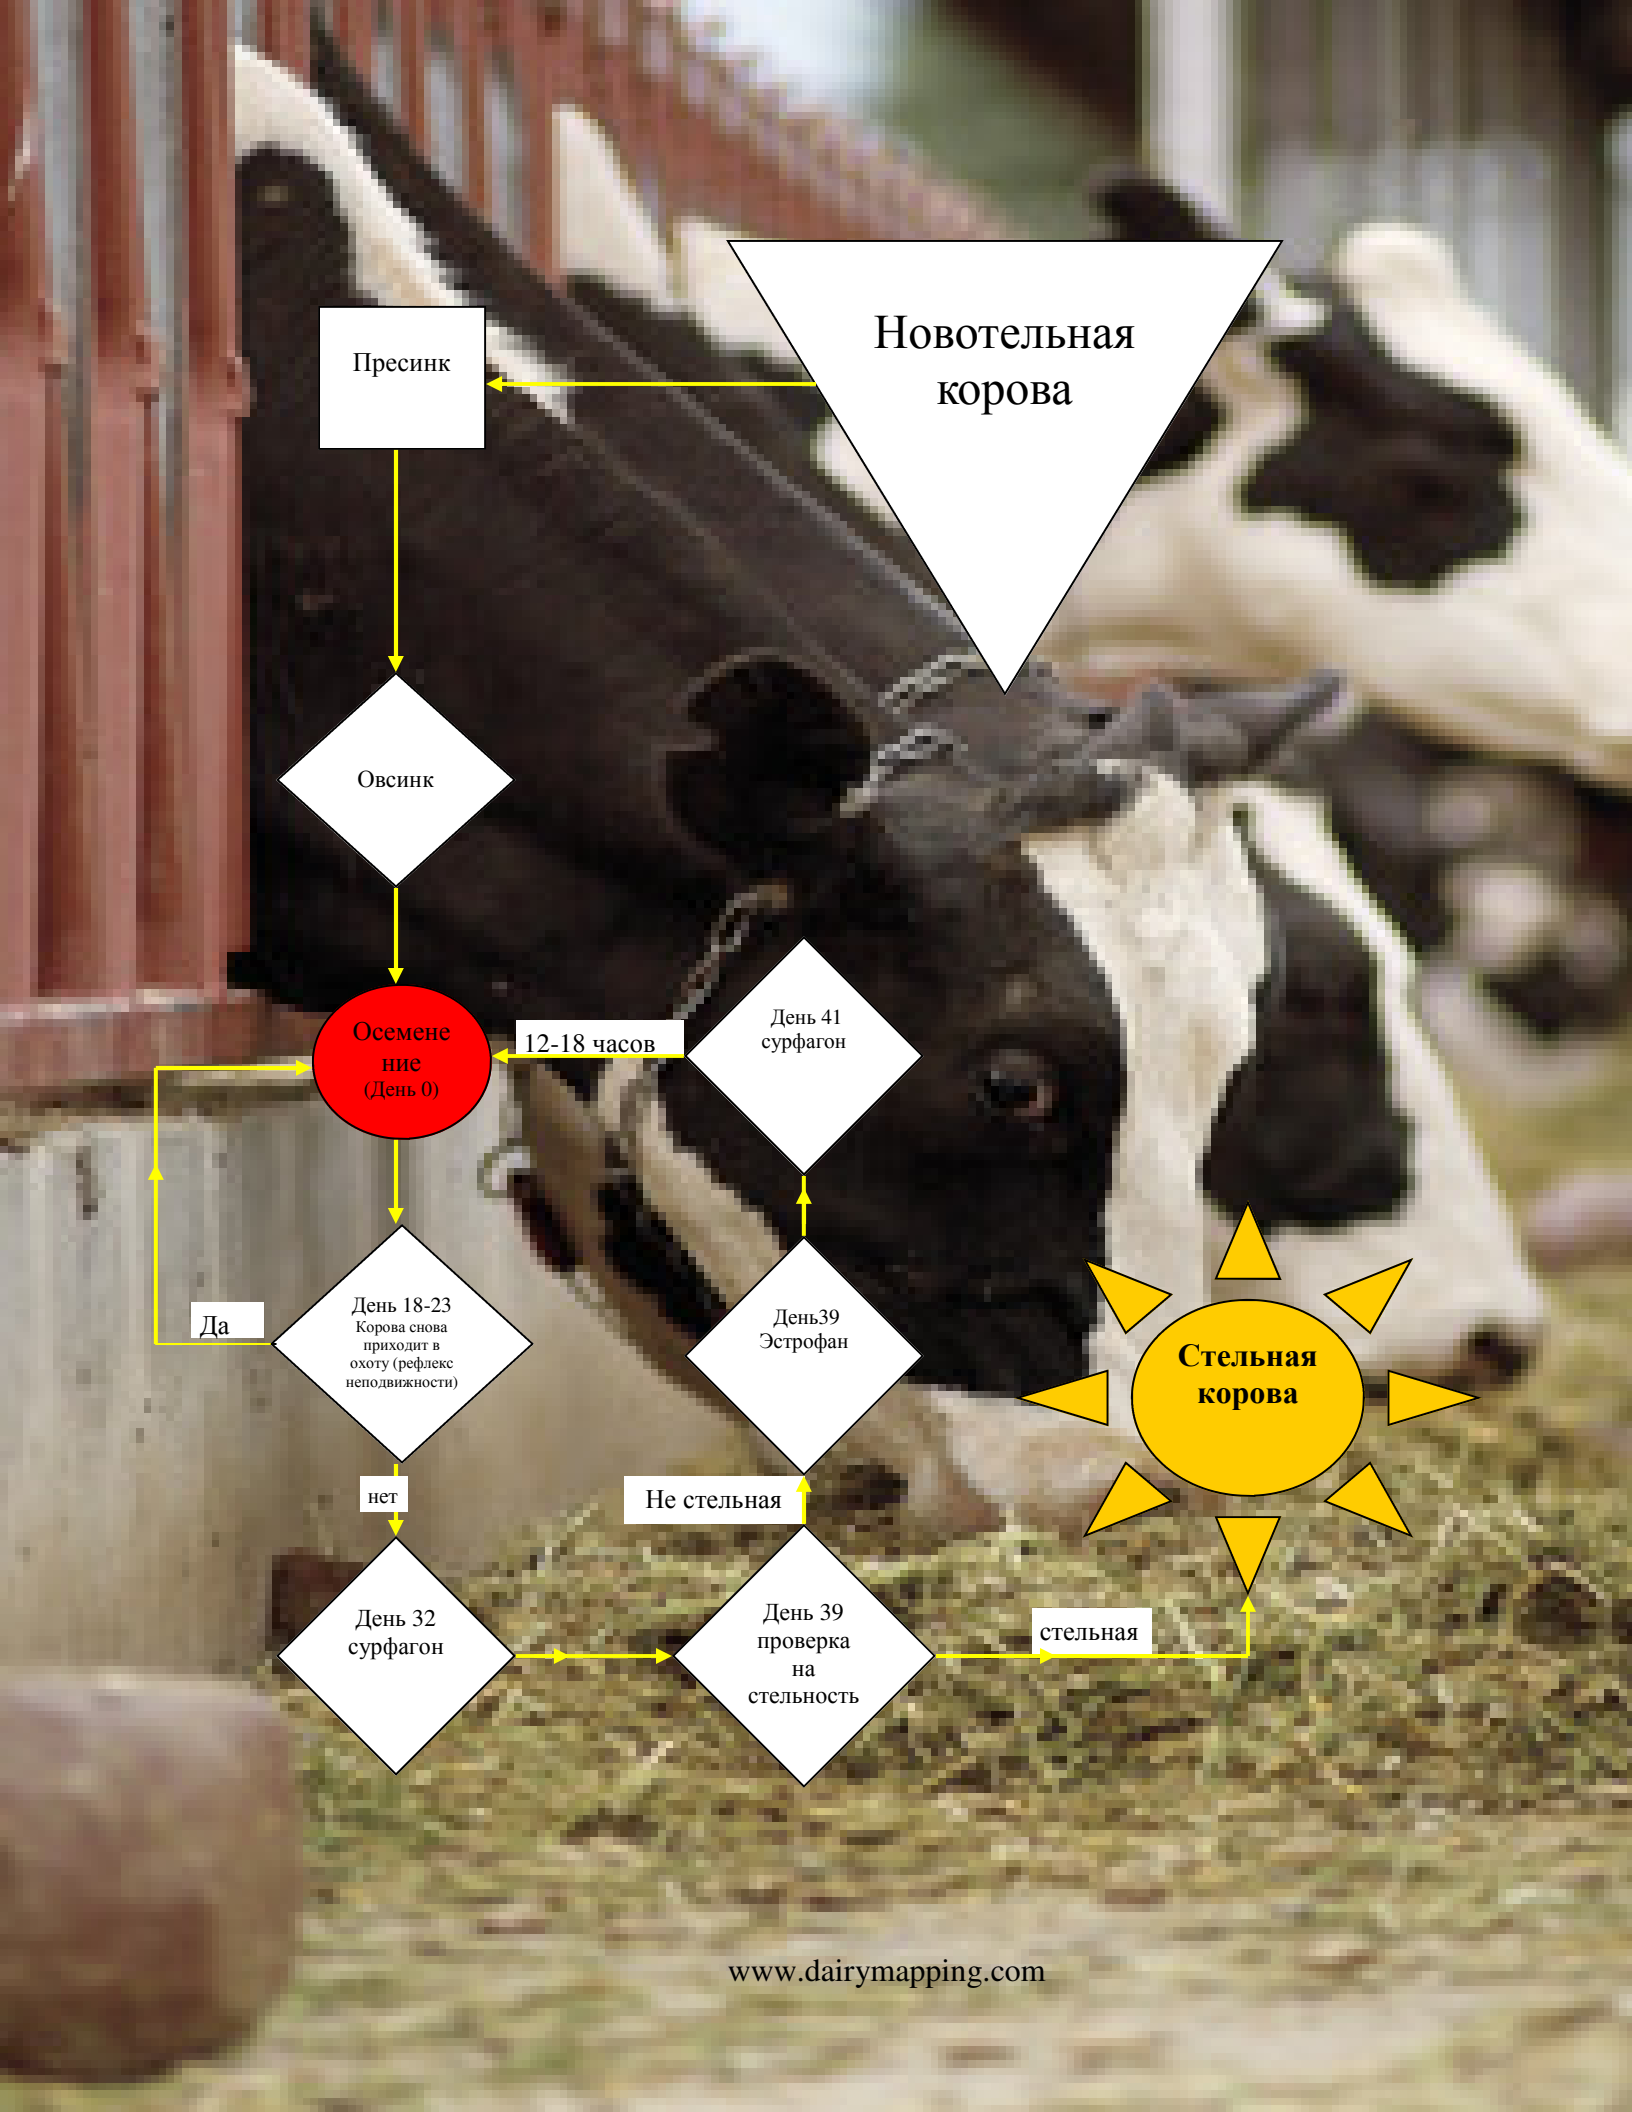 Новотельная
корова
Пресинк
Овсинк
Осемене
ние
(День 0)
12-18 часов
День 41
сурфагон
Да
День 18-23
Корова снова
приходит в
охоту (рефлекс
неподвижности)
День39
Эстрофан
Стельная
корова
нет
Не стельная
День 32
сурфагон
День 39
проверка
на
стельность
стельная
www.dairymapping.com